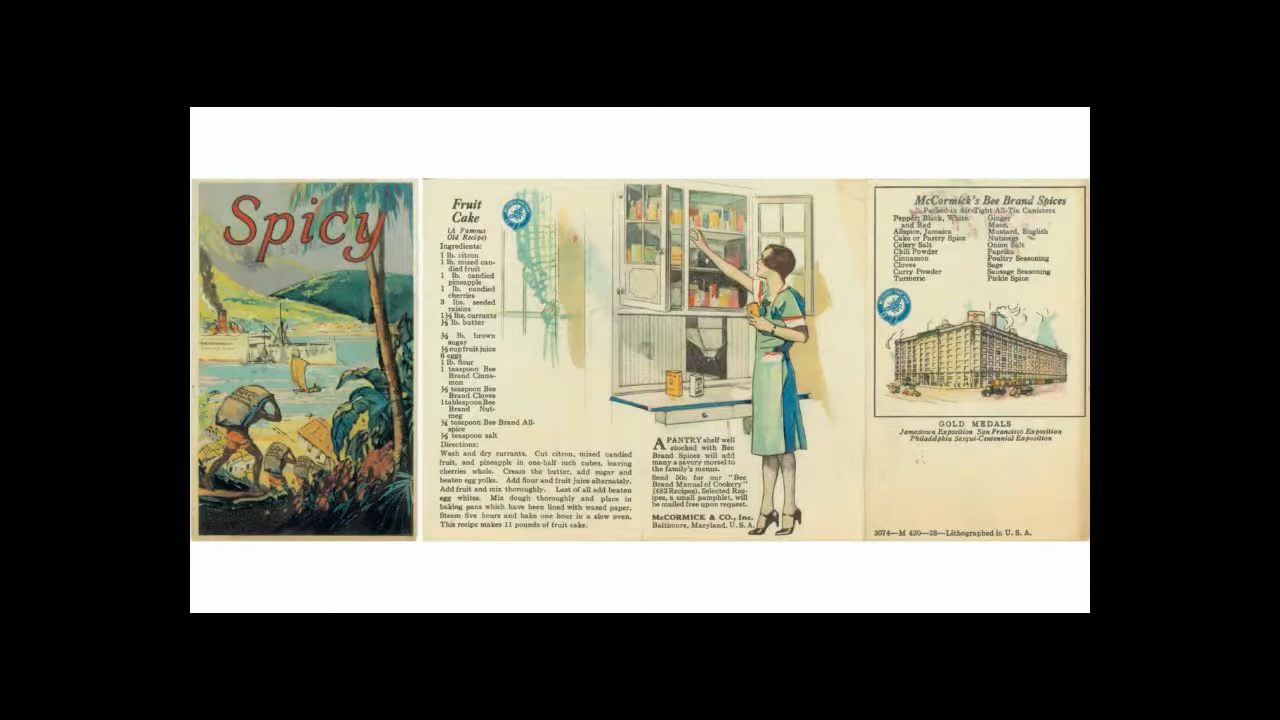 Spicy
Fruit
Cake
(A Famous
Old Recipe)
Ingredients:
1 lb. citron
1 lb. mixed can-
died fruit
1 lb. candied
pineapple
1 lb. candied
cherries
3 lbs. seeded
raisins
1¼ lbs. currants
½ lb. butter
¾ lb. brown
sugar
½ cup fruit juice
6 eggs
1 lb. flour
1 teaspoon Bee
Brand Cinna-
mon
½ teaspoon Bee
Brand Cloves
1 tablespoon Bee
Brand Nut-
meg
¼ teaspoon Bee Brand All-
spice
½ teaspoon salt
Directions:
Wash and dry currants. Cut citron, mixed candied
fruit, and pineapple in one-half inch cubes, leaving
cherries whole. Cream the butter, add sugar and
beaten egg yolks. Add flour and fruit juice alternately.
Add fruit and mix thoroughly. Last of all add beaten
egg whites. Mix dough thoroughly and place in
baking pans which have been lined with waxed paper.
Steam five hours and bake one hour in a slow oven.
This recipe makes 11 pounds of fruit cake.
A PANTRY shelf well
stocked with Bee
Brand Spices will add
many a savory morsel to
the family's menus.
Send 50c for our "Bee
Brand Manual of Cookery"
(482 Recipes). Selected Rec-
ipes, a small pamphlet, will
be mailed free upon request.
McCORMICK & CO., Inc.
Baltimore, Maryland, U. S. A.
McCormick's Bee Brand Spices
Packed in Air-Tight All-Tin Canisters
Pepper, Black, White,
and Red
Allspice, Jamaica
Cake or Pastry Spice
Celery Salt
Chili Powder
Cinnamon
Cloves
Curry Powder
Turmeric
Ginger
Mace,
Mustard, English
Nutmegs
Onion Salt
Paprika
Poultry Seasoning
Sage
Sausage Seasoning
Pickle Spice
GOLD MEDALS
Jamestown Exposition San Francisco Exposition
Philadelphia Sesqui-Centennial Exposition
3074—M 420—28—Lithographed in U. S. A.